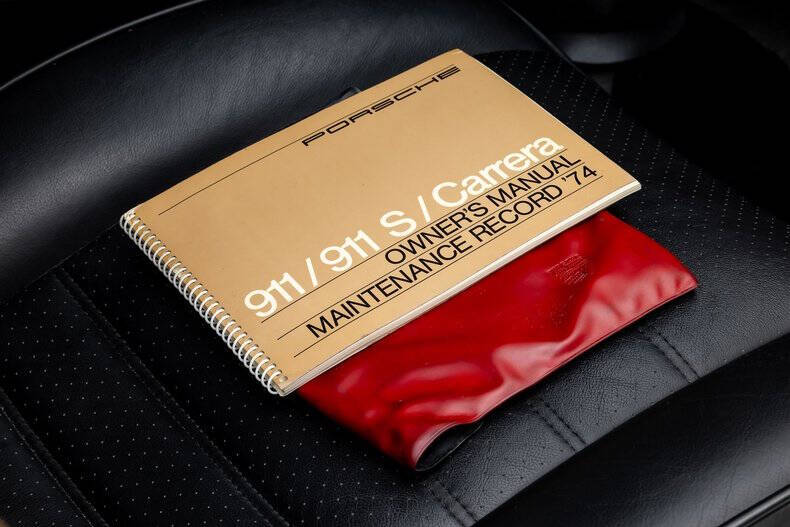 PORSCHE
911 / 911 S / Carrera
OWNER'S MANUAL
MAINTENANCE RECORD '74